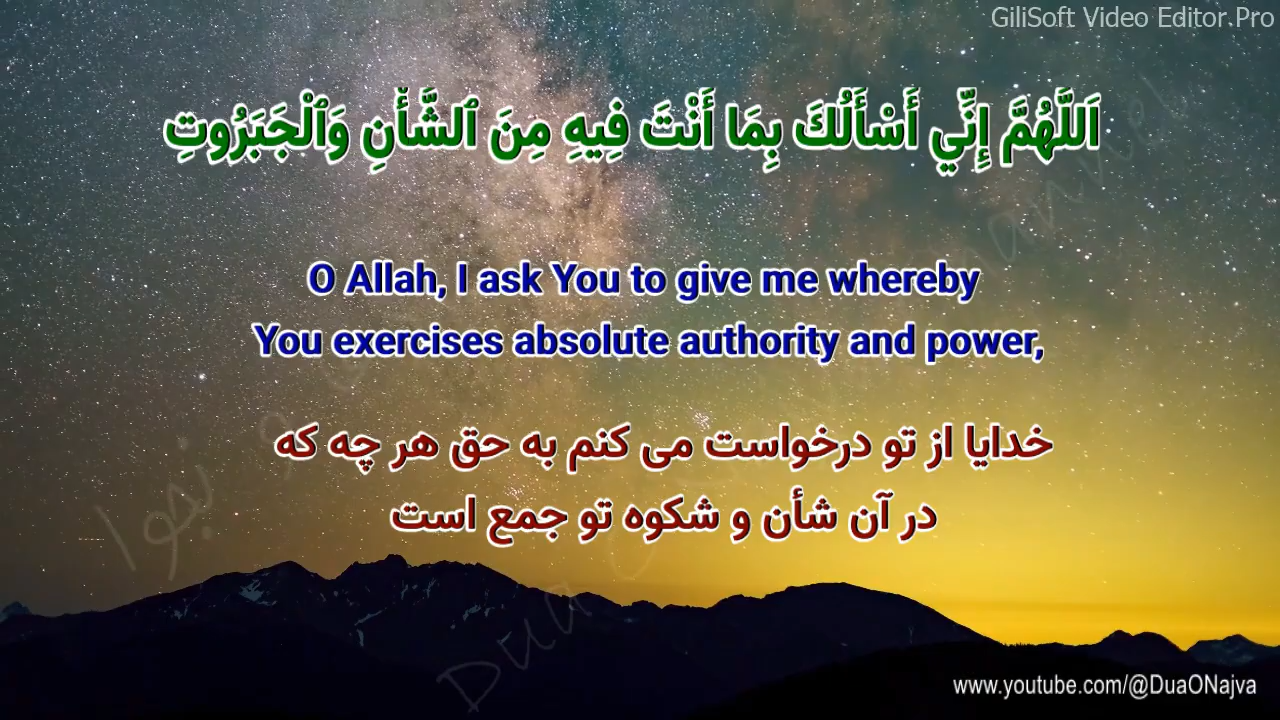 GiliSoft Video Editor.Pro
اَللَّهُمَّ إِنِّي أَسْأَلُكَ بِمَا أَنْتَ فِيهِ مِنَ ٱلشَّأْنِ وَٱلْجَبَرُوتِ
O Allah, I ask You to give me whereby
You exercises absolute authority and power,
خدایا از تو درخواست می کنم به حق هر چه که
در آن شأن و شکوه تو جمع است
www.youtube.com/@DuaONajva